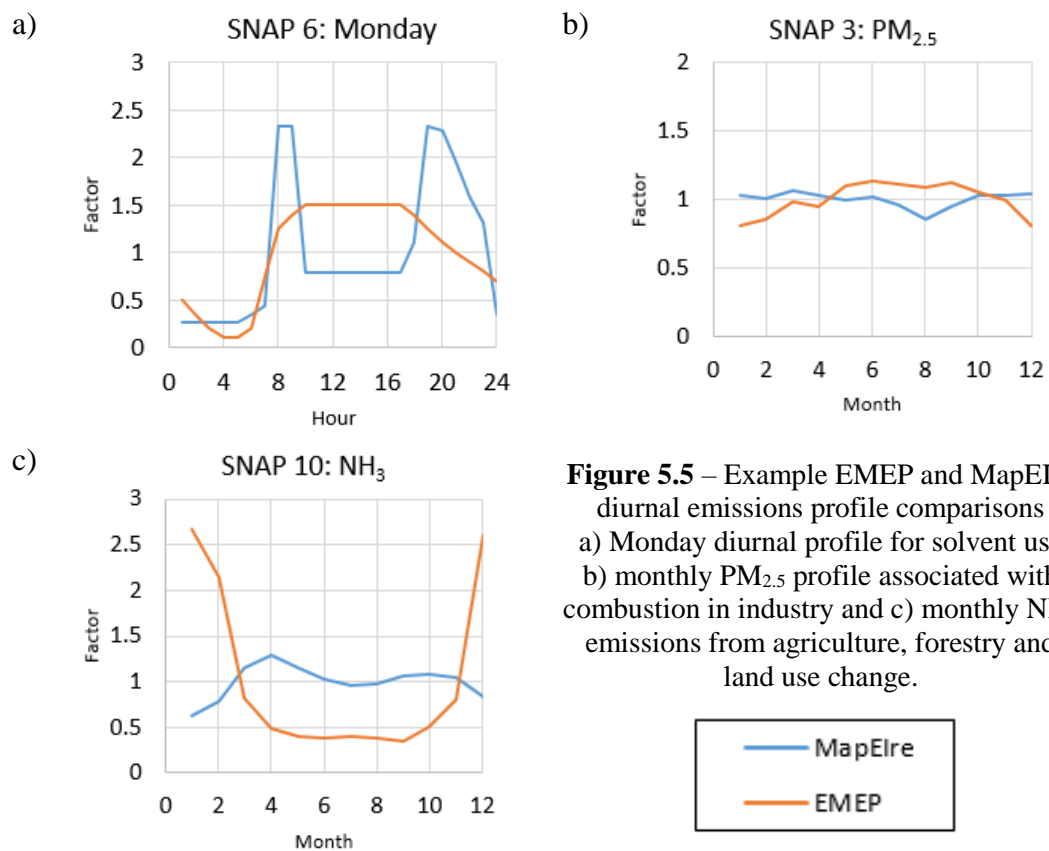 a)
SNAP 6: Monday
3
2.5
2
1.5
1
0.5
0
Factor
0 4 8 12 16 20 24
Hour
b)
SNAP 3: PM2.5
2
1.5
1
0.5
0
Factor
0 2 4 6 8 10 12
Month
c)
SNAP 10: NH3
3
2.5
2
1.5
1
0.5
0
Factor
0 2 4 6 8 10 12
Month
Figure 5.5 – Example EMEP and
diurnal emissions profile comparisons
a) Monday diurnal profile for solvent
b) monthly PM2.5 profile associated with
combustion in industry and c) monthly
emissions from agriculture, forestry and
land use change.
MapEIre
EMEP